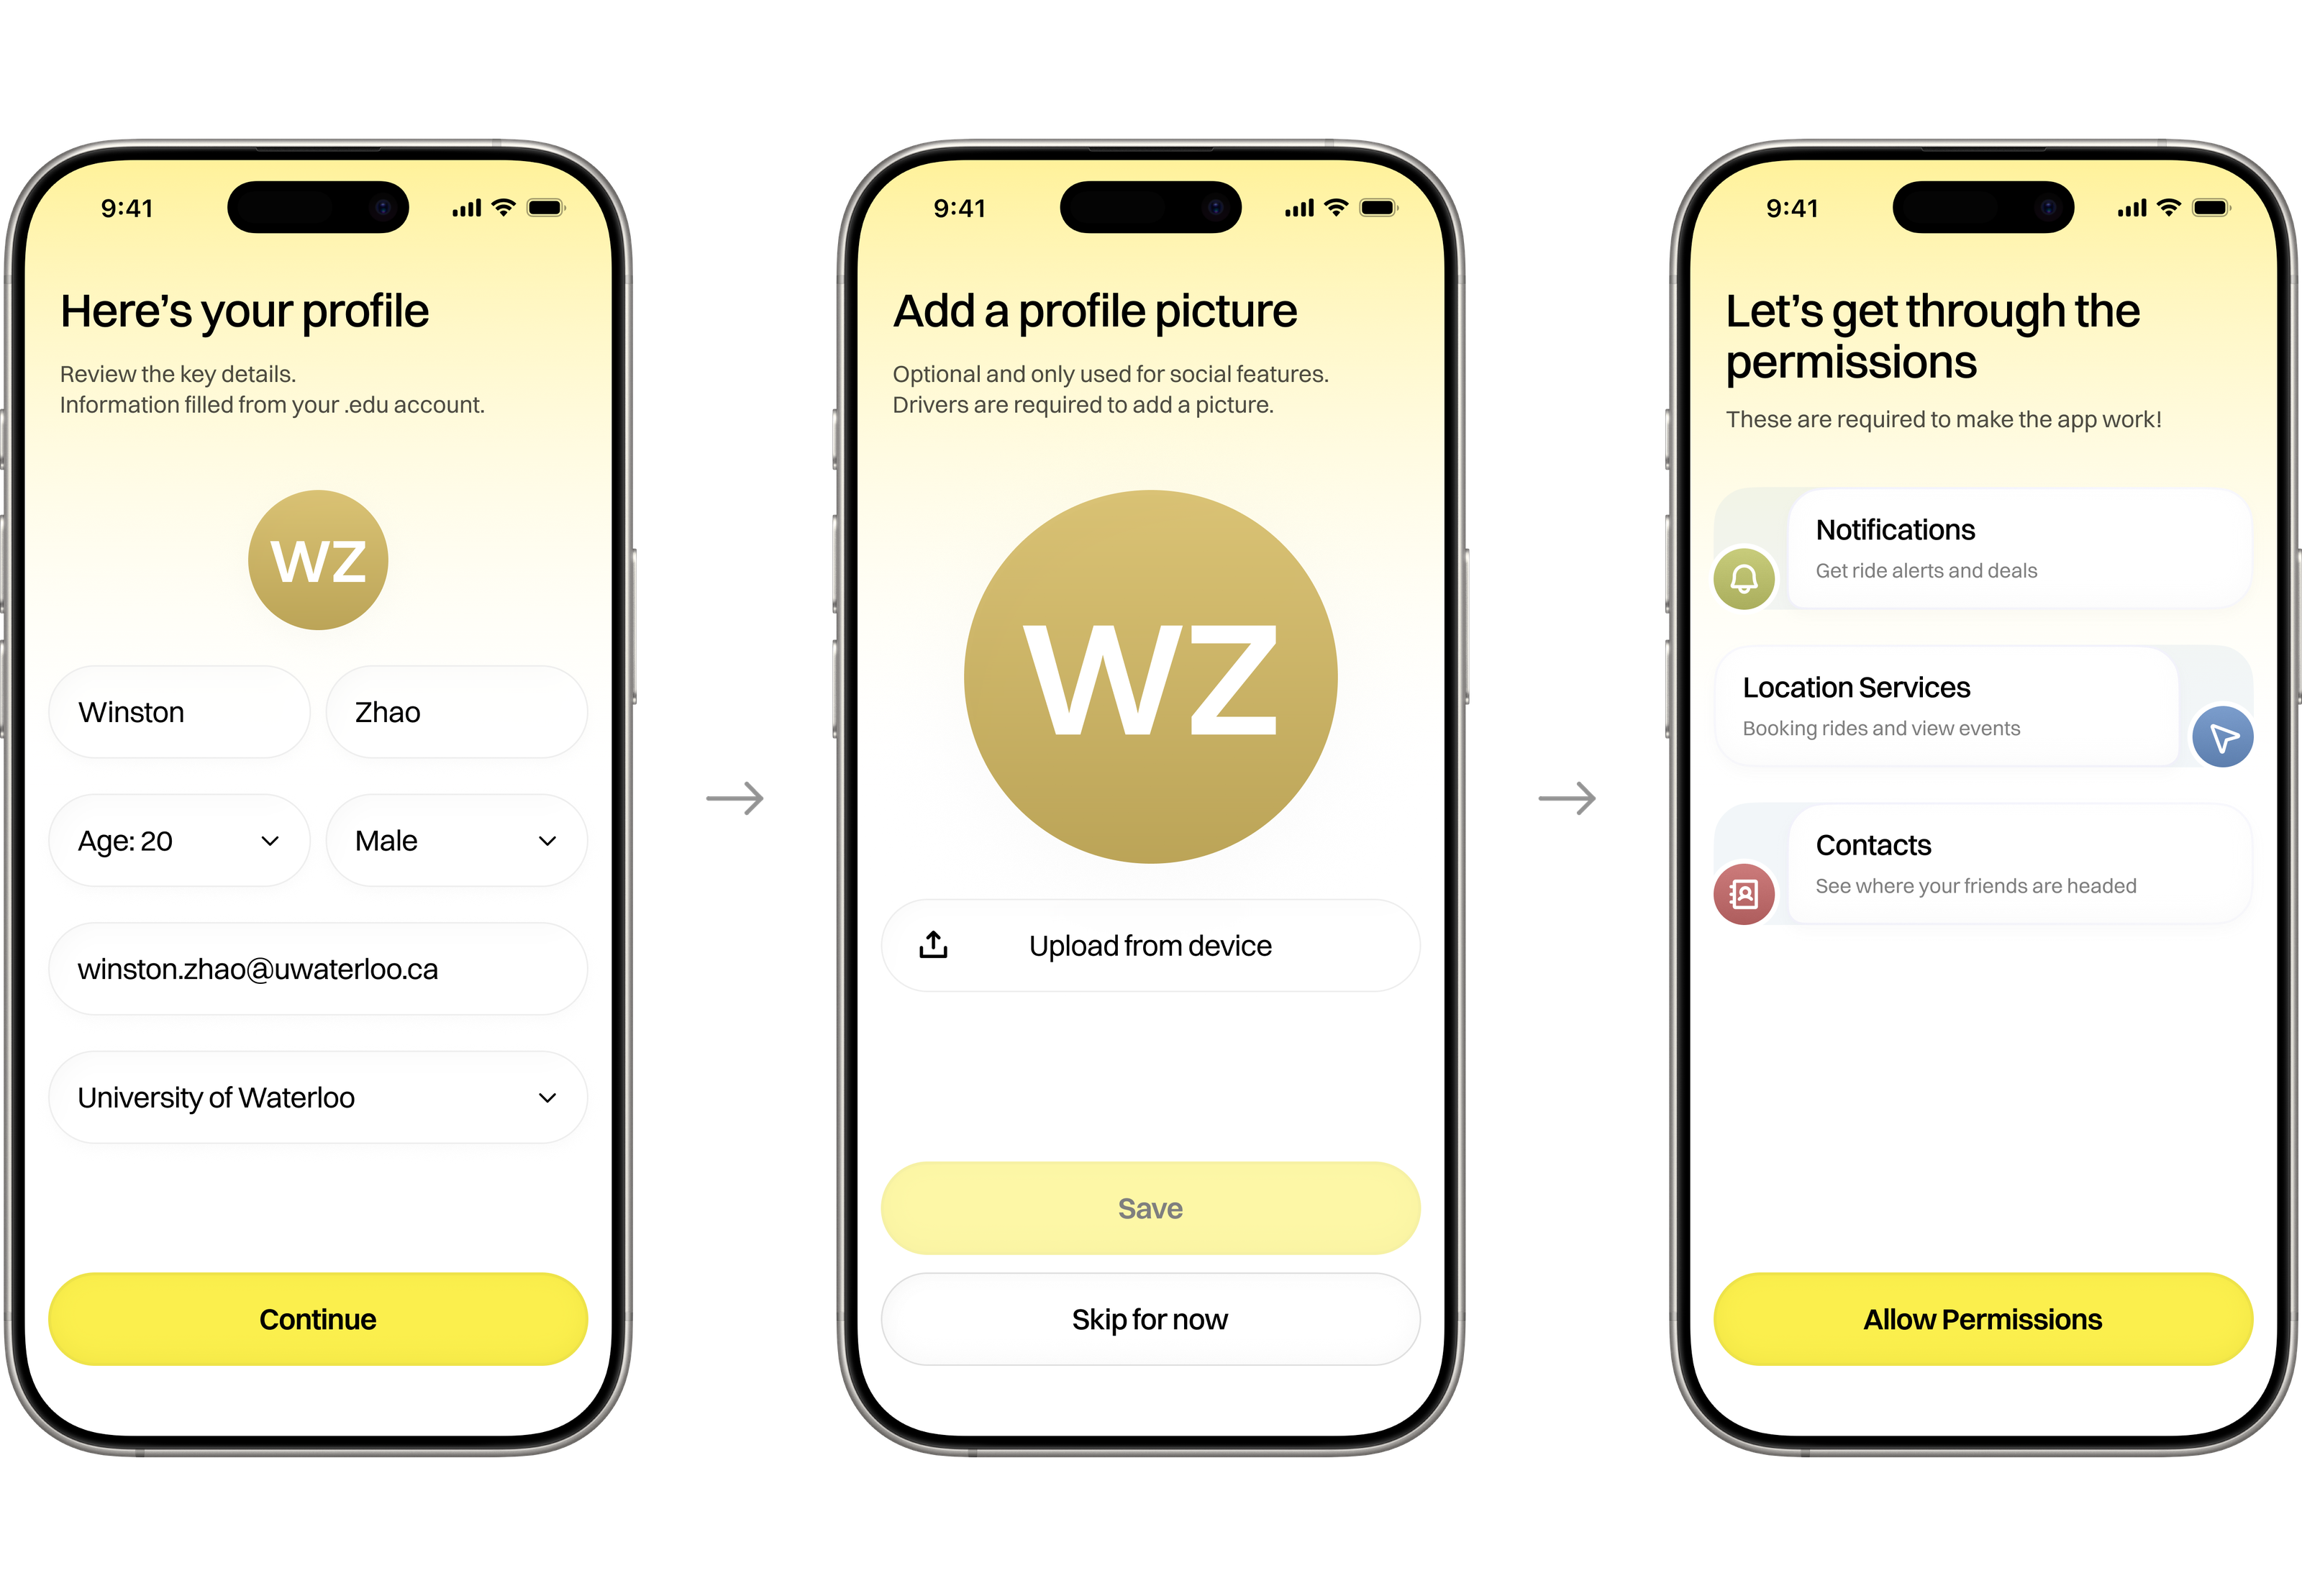 9:41
Here’s your profile
Review the key details.
Information filled from your .edu account.
WZ
Winston
Zhao
Age: 20
Male
winston.zhao@uwaterloo.ca
University of Waterloo
Continue
9:41
Add a profile picture
Optional and only used for social features.
Drivers are required to add a picture.
WZ
Upload from device
Save
Skip for now
9:41
Let’s get through the
permissions
These are required to make the app work!
Notifications
Get ride alerts and deals
Location Services
Booking rides and view events
Contacts
See where your friends are headed
Allow Permissions